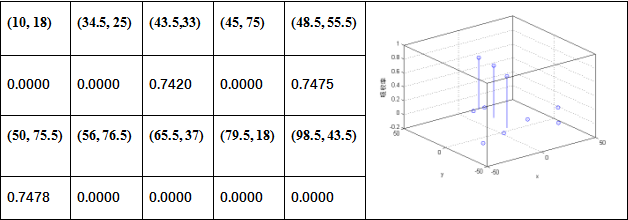 (10, 18) (34.5, 25) (43.5,33) (45, 75) (48.5, 55.5)
0.0000 0.0000 0.7420 0.0000 0.7475
(50, 75.5) (56, 76.5) (65.5, 37) (79.5, 18) (98.5, 43.5)
0.7478 0.0000 0.0000 0.0000 0.0000
1
0.8
0.6
0.4
0.2
0
-0.2
50
0
-50
-50
0
50
y
x